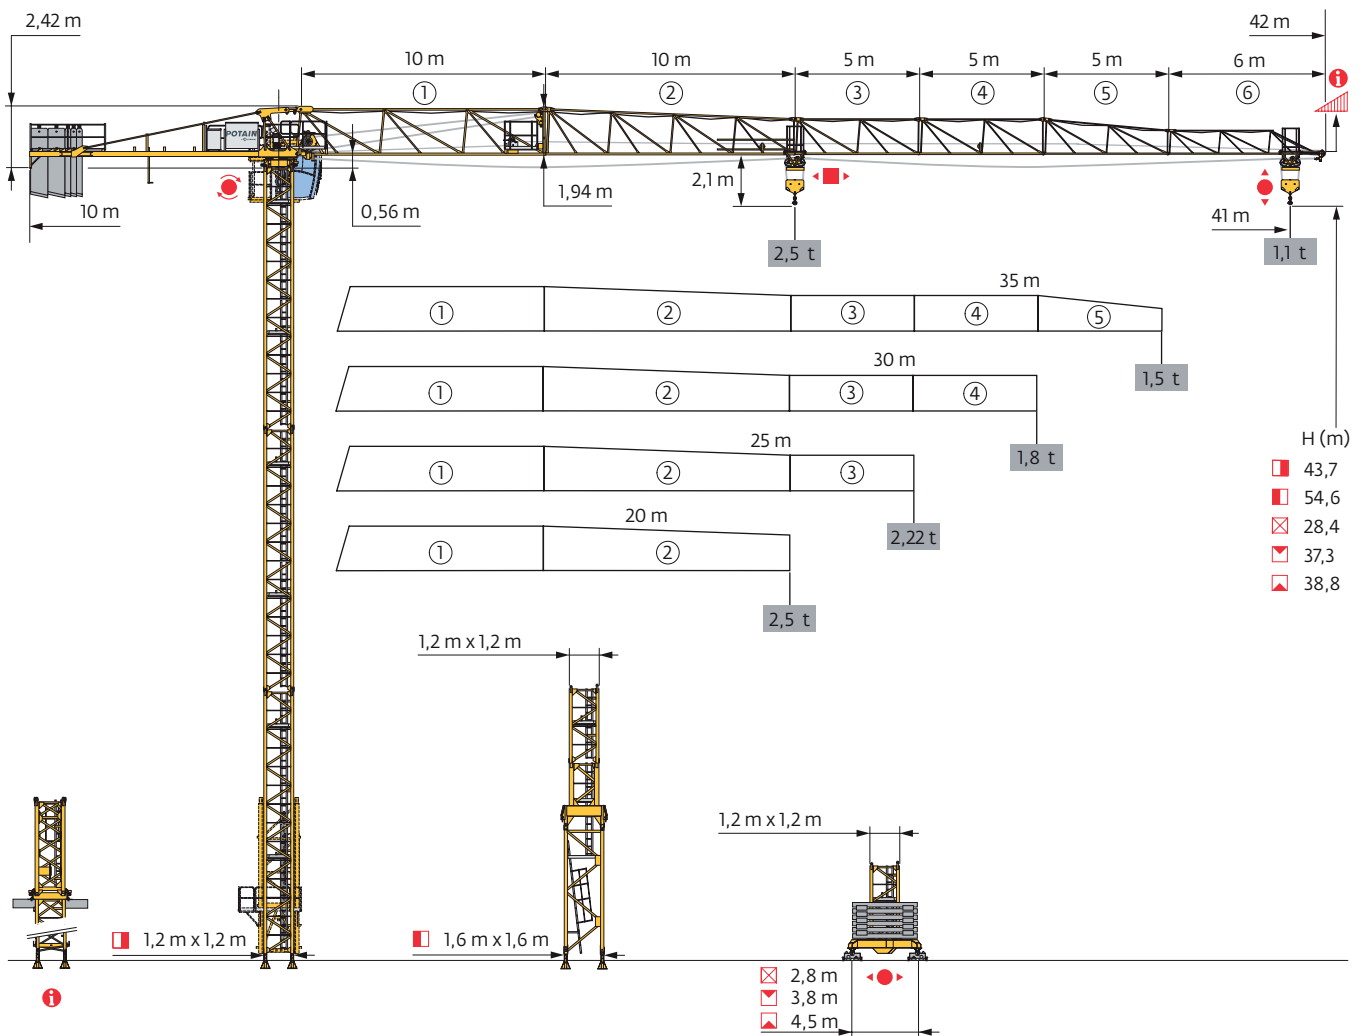 2,42 m
42 m
10 m
10 m
5 m
5 m
5 m
6 m
1
2
3
4
5
6
i
POTAIN
10 m
0,56 m
1,94 m
2,1 m
41 m
2,5 t
1,1 t
35 m
1
2
3
4
5
1,5 t
30 m
1
2
3
4
1,8 t
25 m
1
2
3
2,22 t
20 m
1
2
2,5 t
H (m)
43,7
54,6
28,4
37,3
38,8
1,2 m x 1,2 m
1,2 m x 1,2 m
1,2 m x 1,2 m
1,6 m x 1,6 m
2,8 m
3,8 m
4,5 m
i